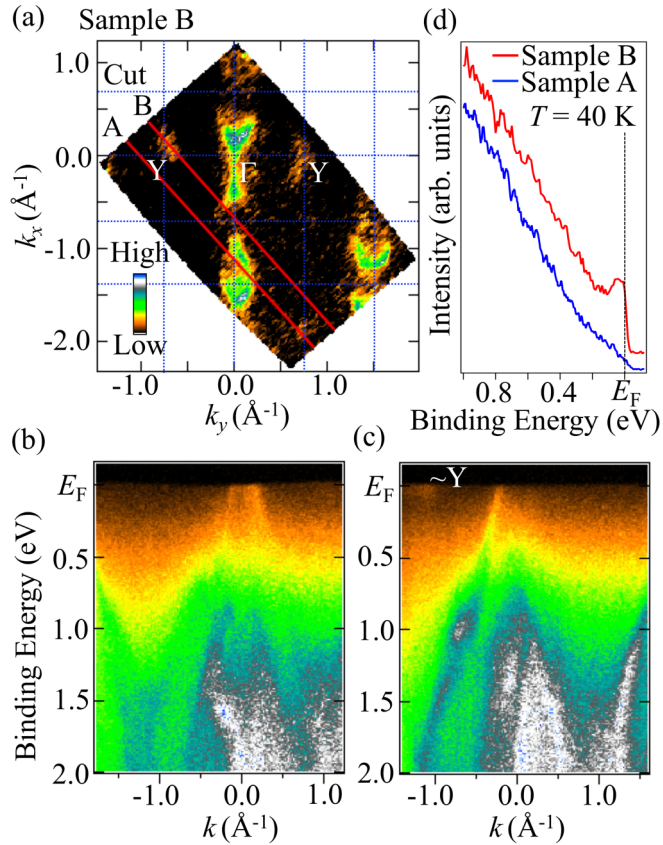 (a) Sample B
Cut
B
A
Y Γ Y
High
Low
1.0
0.0
-1.0
-2.0
kx (Å-1)
-1.0 0.0 1.0
ky (Å-1)
(d)
Sample B
Sample A
T = 40 K
Intensity (arb. units)
0.8 0.4 EF
Binding Energy (eV)
(b)
EF
0.5
1.0
1.5
2.0
Binding Energy (eV)
-1.0 0.0 1.0
k (Å-1)
(c)
~Y
EF
0.5
1.0
1.5
2.0
-1.0 0.0 1.0
k (Å-1)